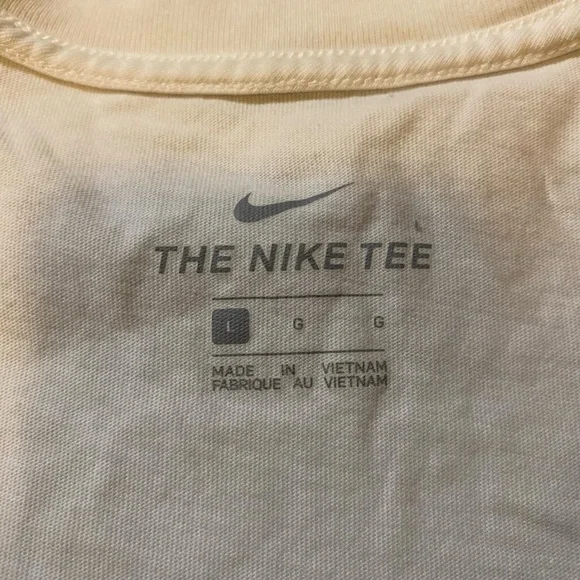 THE NIKE TEE
L G G
MADE IN VIETNAM
FABRIQUE AU VIETNAM